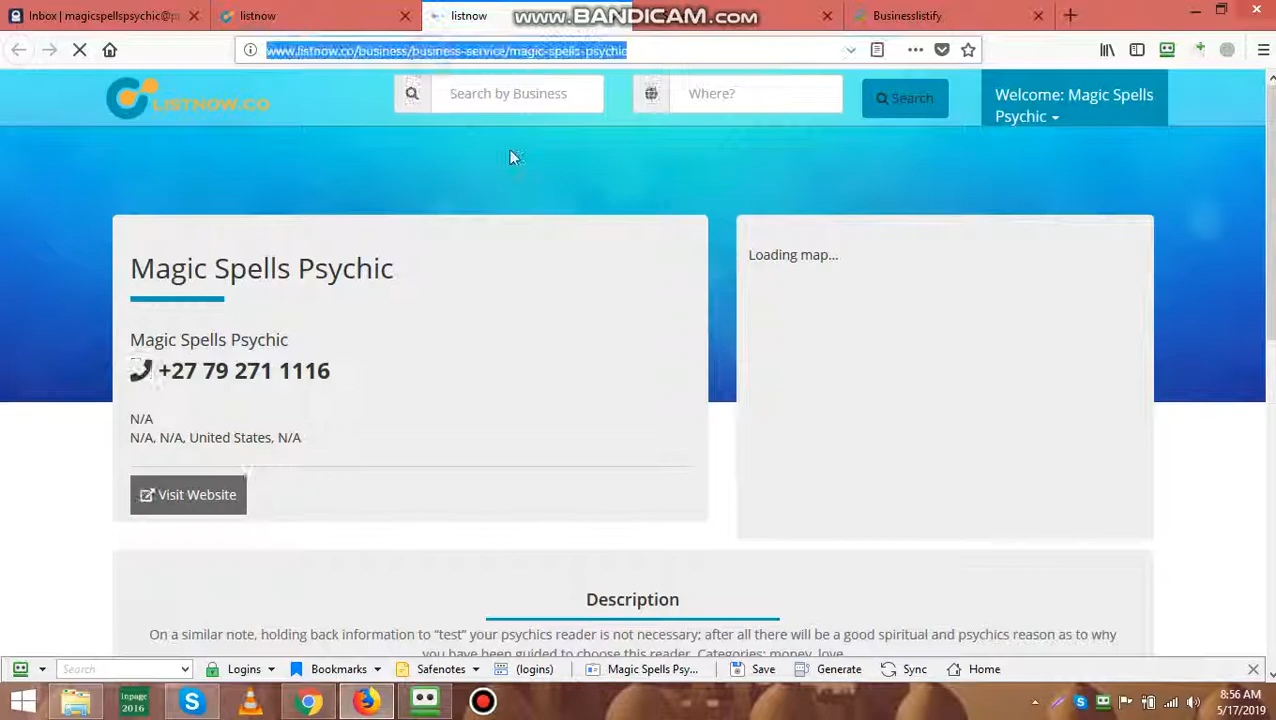 Inbox | magicspellspsychic@p
listnow
listnow
www.BANDICAM.com
Businesslistify
www.listnow.co/business/business-service/magic-spells-psychic
LISTNOW.CO
Search by Business
Where?
Search
Welcome: Magic Spells
Psychic
Magic Spells Psychic
Loading map...
Magic Spells Psychic
+27 79 271 1116
N/A
N/A, N/A, United States, N/A
Visit Website
Description
On a similar note, holding back information to “test” your psychics reader is not necessary; after all there will be a good spiritual and psychics reason as to why
you have been guided to choose this reader. Categories: money, love
Search
Logins
Bookmarks
Safenotes
(logins)
Magic Spells Psy...
Save
Generate
Sync
Home
Inpage
2016
8:56 AM
5/17/2019